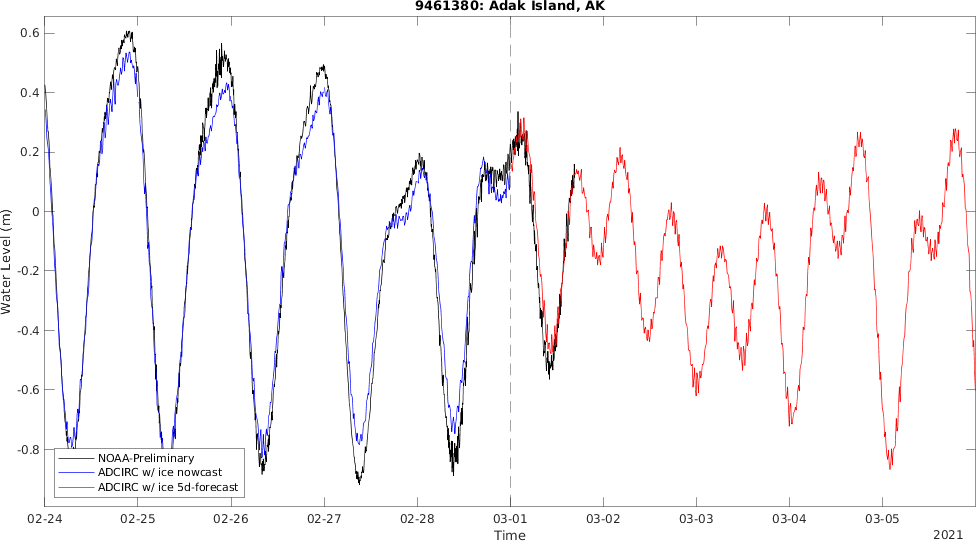 9461380: Adak Island, AK
0.6
0.4
0.2
0
-0.2
-0.4
-0.6
-0.8
Water Level (m)
NOAA-Preliminary
ADCIRC w/ ice nowcast
ADCIRC w/ ice 5d-forecast
02-24 02-25 02-26 02-27 02-28 03-01 03-02 03-03 03-04 03-05
Time
2021